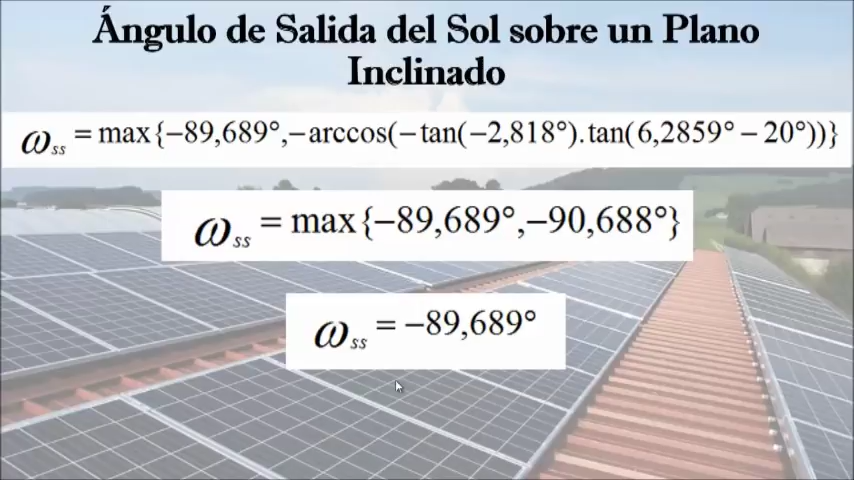 Ángulo de Salida del Sol sobre un Plano
Inclinado
ω_ss = max{−89,689°,−arccos(−tan(−2,818°).tan(6,2859°−20°))}
ω_ss = max{−89,689°,−90,688°}
ω_ss = −89,689°